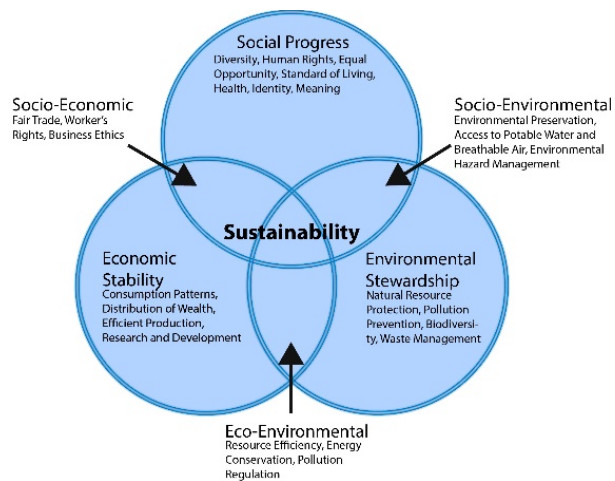 Social Progress
Diversity, Human Rights, Equal
Opportunity, Standard of Living,
Health, Identity, Meaning
Socio-Economic
Fair Trade, Worker's
Rights, Business Ethics
Socio-Environmental
Environmental Preservation,
Access to Potable Water and
Breathable Air, Environmental
Hazard Management
Sustainability
Economic
Stability
Consumption Patterns,
Distribution of Wealth,
Efficient Production,
Research and Development
Environmental
Stewardship
Natural Resource
Protection, Pollution
Prevention, Biodiversi-
ty, Waste Management
Eco-Environmental
Resource Efficiency, Energy
Conservation, Pollution
Regulation